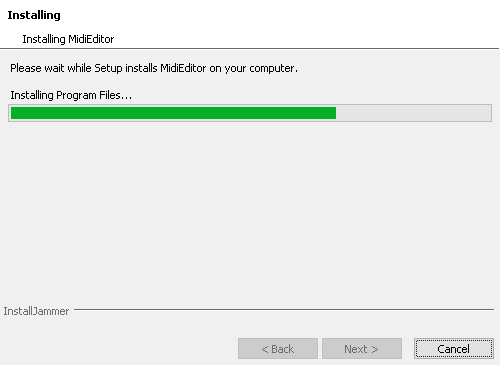 Installing
Installing MidiEditor
Please wait while Setup installs MidiEditor on your computer.
Installing Program Files...
InstallJammer
< Back
Next >
Cancel